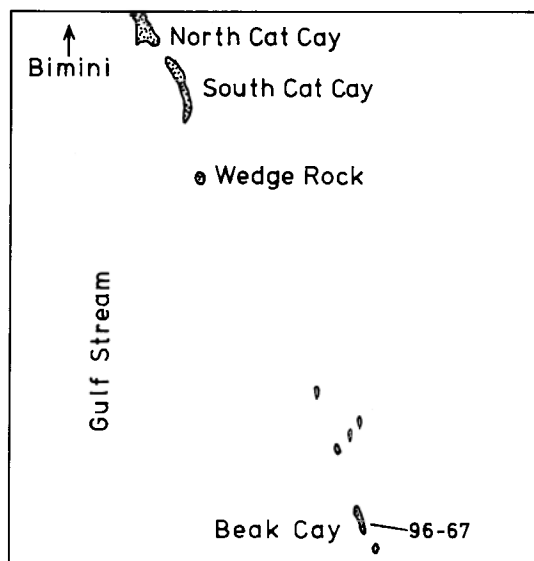 North Cat Cay
Bimini
South Cat Cay
Wedge Rock
Gulf Stream
Beak Cay
96-67